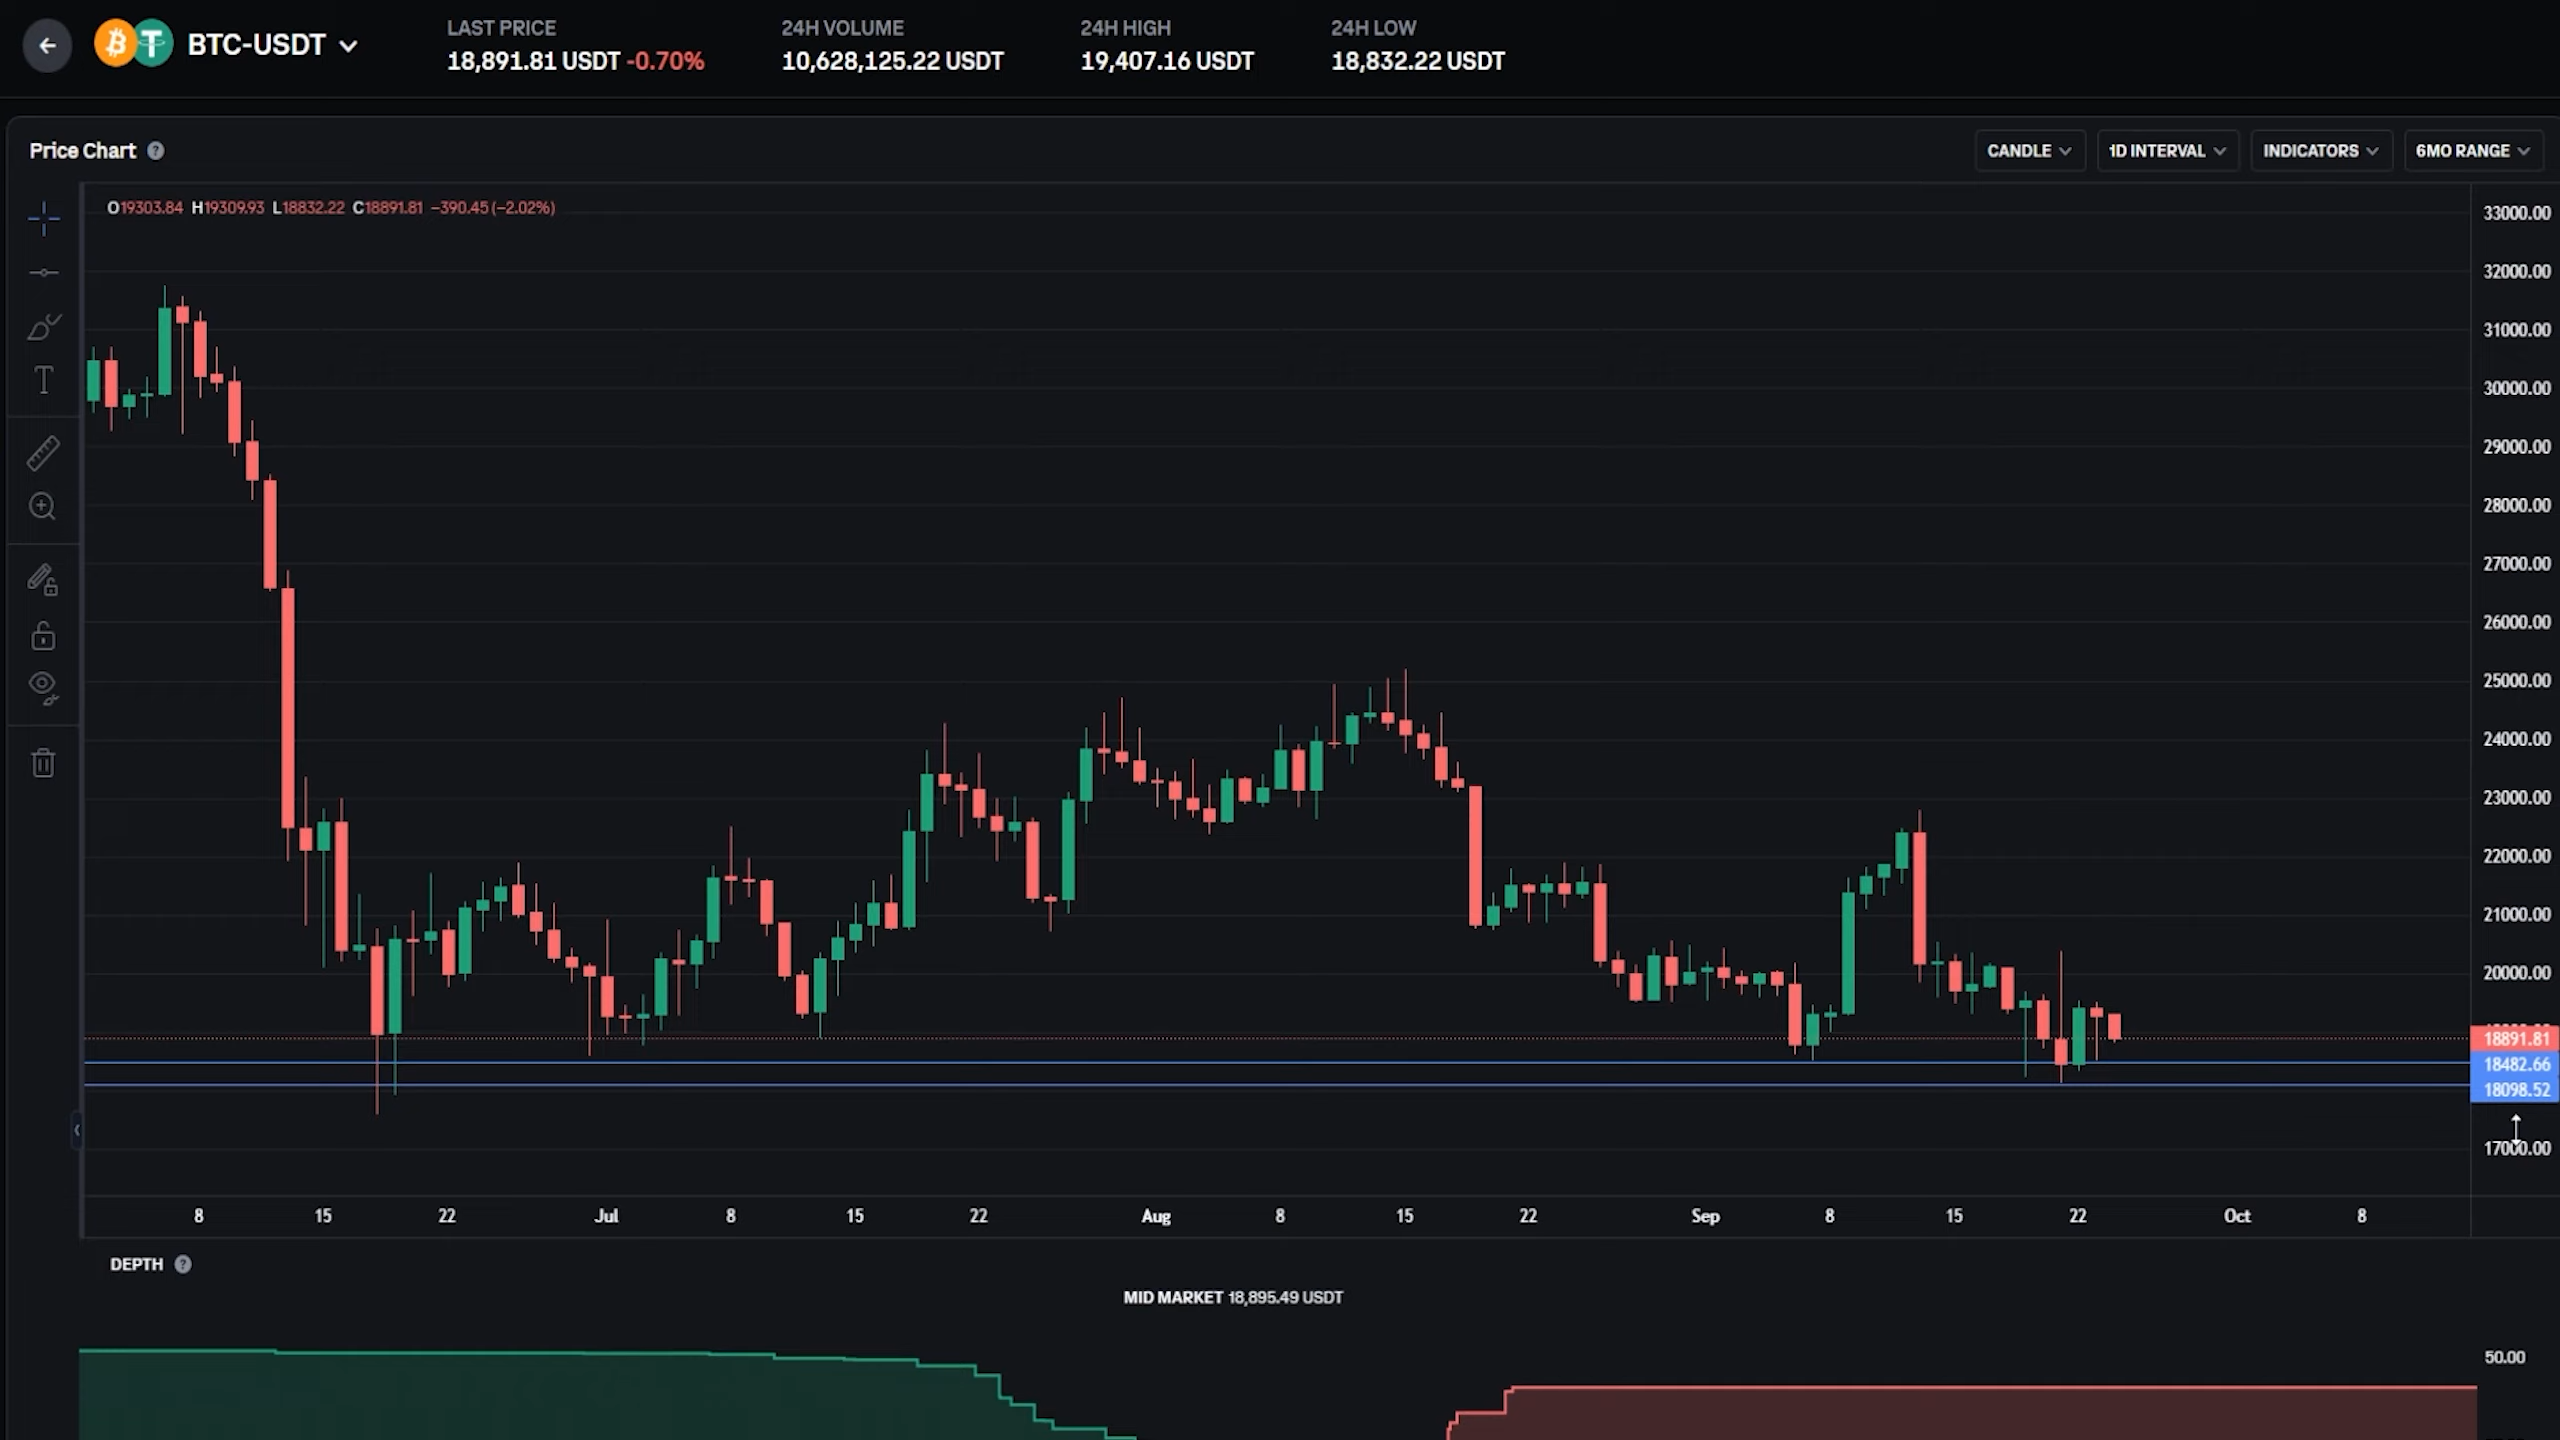 BTC-USDT
LAST PRICE
18,891.81 USDT -0.70%
24H VOLUME
10,628,125.22 USDT
24H HIGH
19,407.16 USDT
24H LOW
18,832.22 USDT
Price Chart
CANDLE
1D INTERVAL
INDICATORS
6MO RANGE
O19303.84 H19309.93 L18832.22 C18891.81 −390.45 (−2.02%)
33000.00
32000.00
31000.00
30000.00
29000.00
28000.00
27000.00
26000.00
25000.00
24000.00
23000.00
22000.00
21000.00
20000.00
18891.81
18482.66
18098.52
17000.00
8 15 22 Jul 8 15 22 Aug 8 15 22 Sep 8 15 22 Oct 8
DEPTH
MID MARKET 18,895.49 USDT
50.00